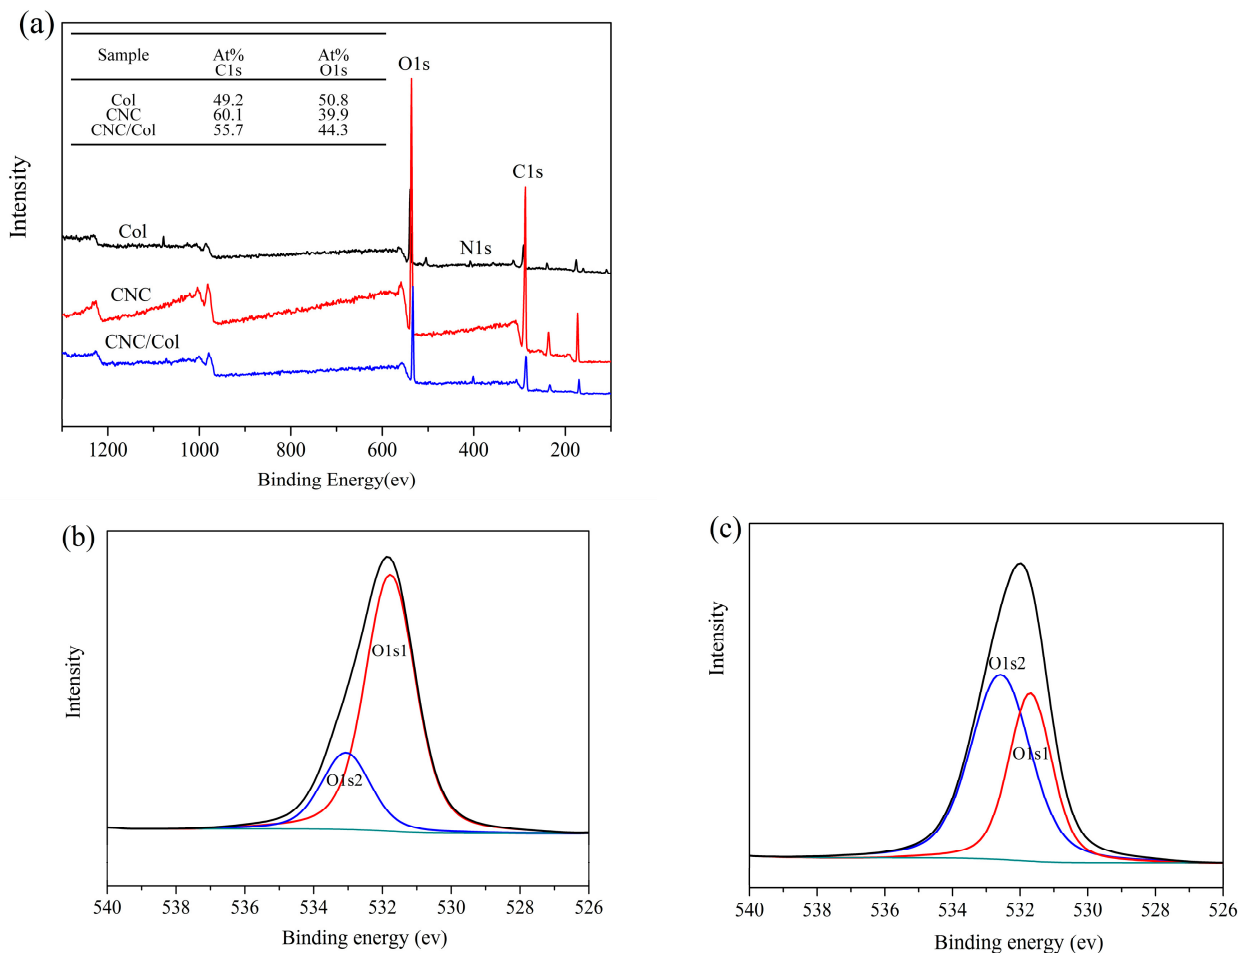 (a)
Sample At% At%
C1s O1s
Col 49.2 50.8
CNC 60.1 39.9
CNC/Col 55.7 44.3
O1s
C1s
N1s
Col
CNC
CNC/Col
Intensity
1200 1000 800 600 400 200
Binding Energy(ev)
(b)
O1s1
O1s2
Intensity
540 538 536 534 532 530 528 526
Binding energy (ev)
(c)
O1s2
O1s1
Intensity
540 538 536 534 532 530 528 526
Binding energy (ev)